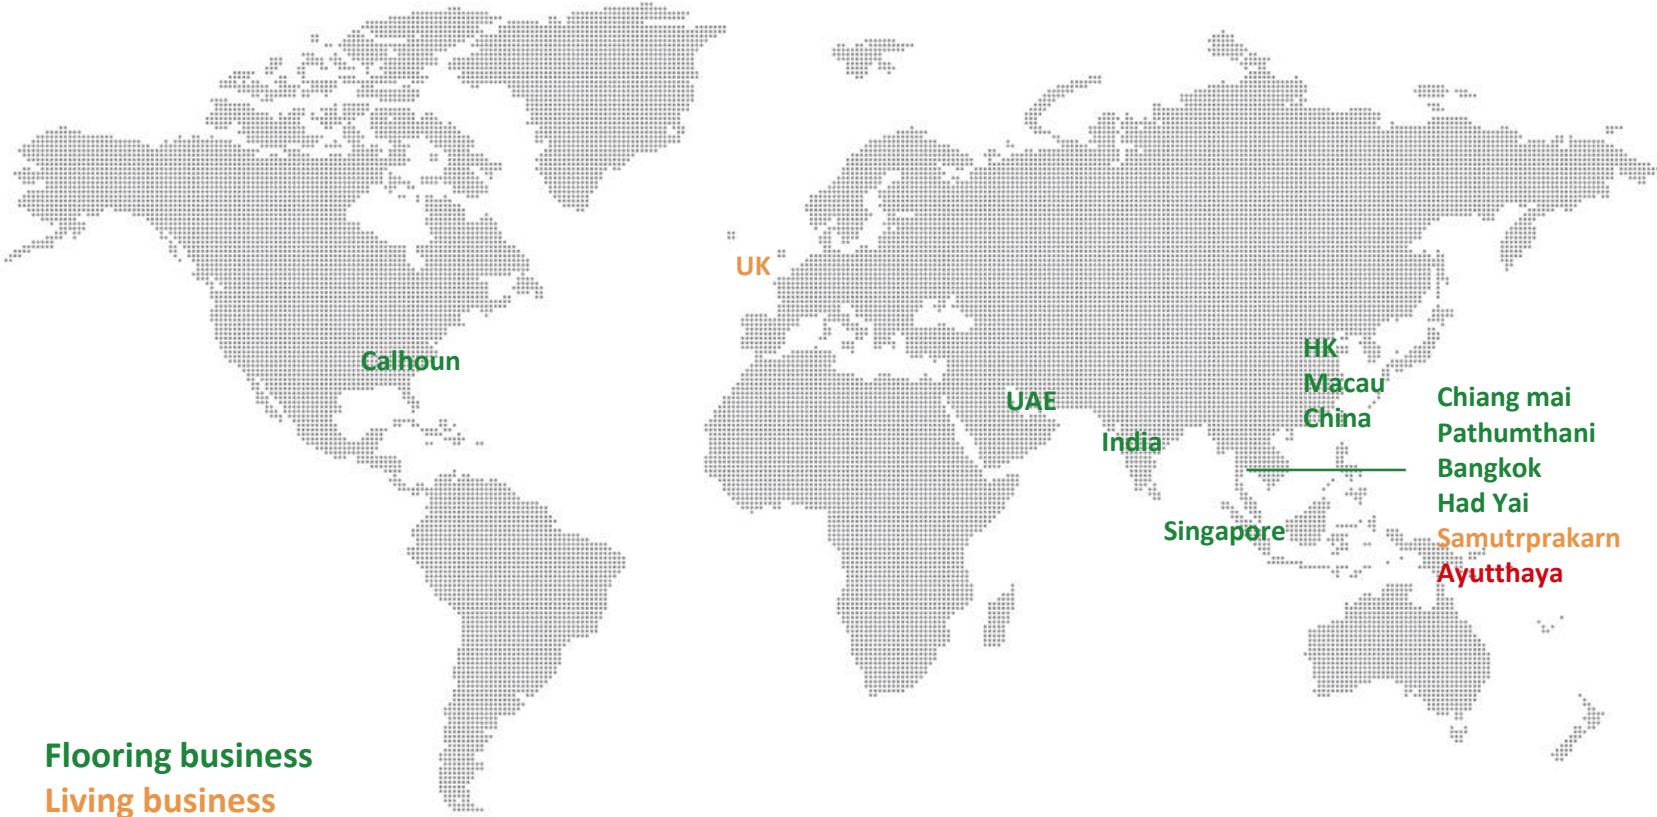 UK
Calhoun
HK
Macau
China
UAE
India
Singapore
Chiang mai
Pathumthani
Bangkok
Had Yai
Samutrprakarn
Ayutthaya
Flooring business
Living business